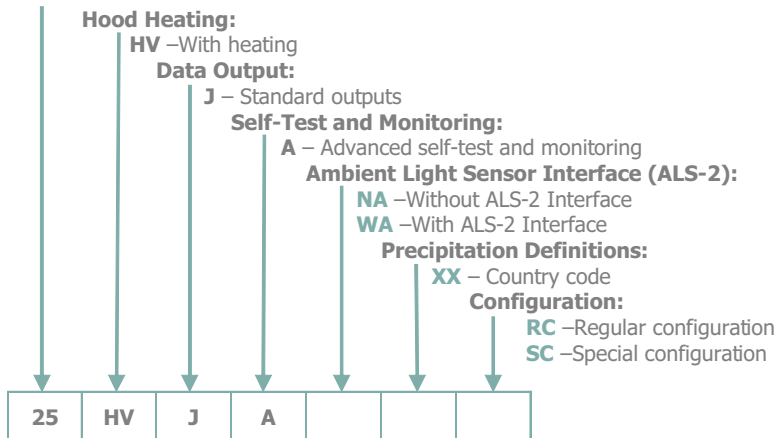 Hood Heating:
HV –With heating
Data Output:
J – Standard outputs
Self-Test and Monitoring:
A – Advanced self-test and monitoring
Ambient Light Sensor Interface (ALS-2):
NA –Without ALS-2 Interface
WA –With ALS-2 Interface
Precipitation Definitions:
XX – Country code
Configuration:
RC –Regular configuration
SC –Special configuration
25 HV J A